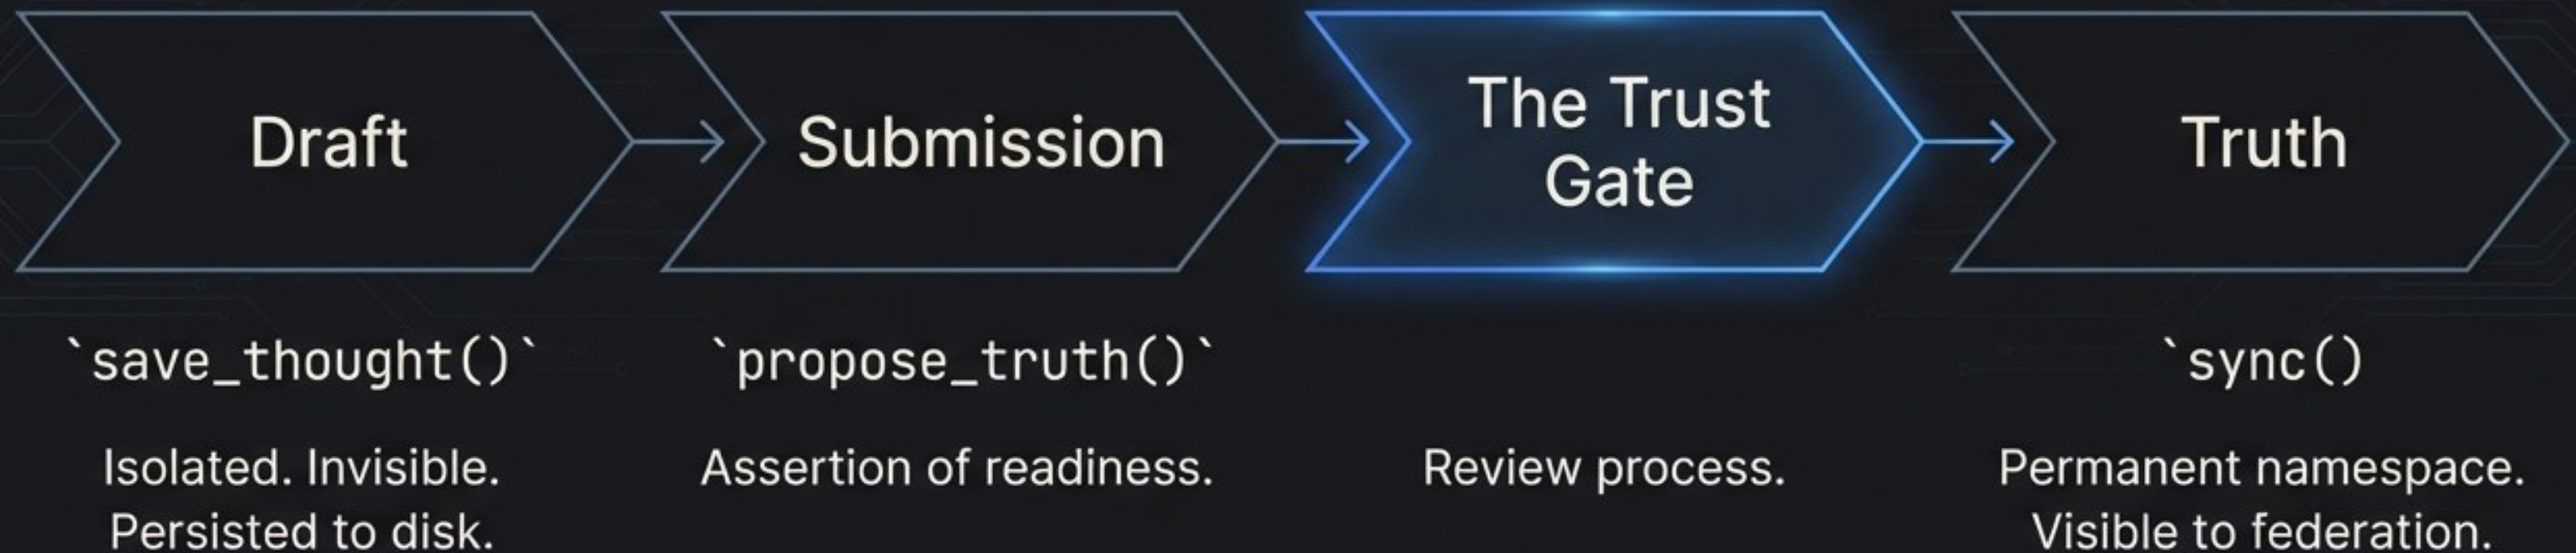 Draft
Submission
The Trust
Gate
Truth
`save_thought()`
`propose_truth()`
`sync()
Isolated. Invisible.
Persisted to disk.
Assertion of readiness.
Review process.
Permanent namespace.
Visible to federation.